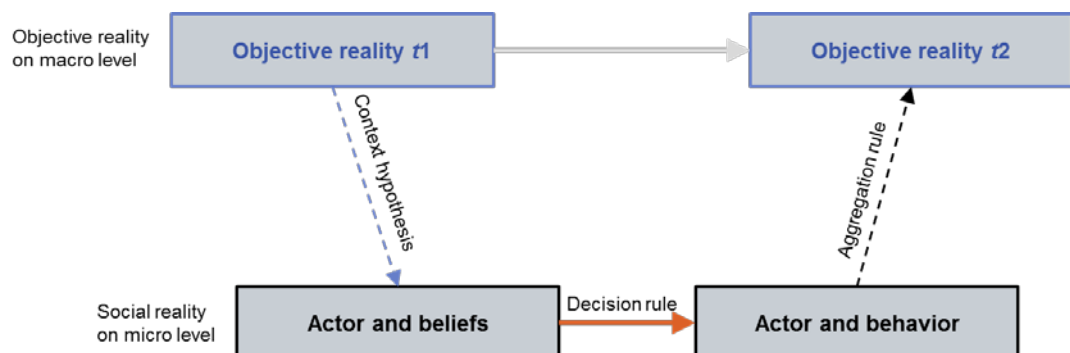 Objective reality
on macro level
Objective reality t1
Objective reality t2
Context hypothesis
Aggregation rule
Social reality
on micro level
Actor and beliefs
Decision rule
Actor and behavior